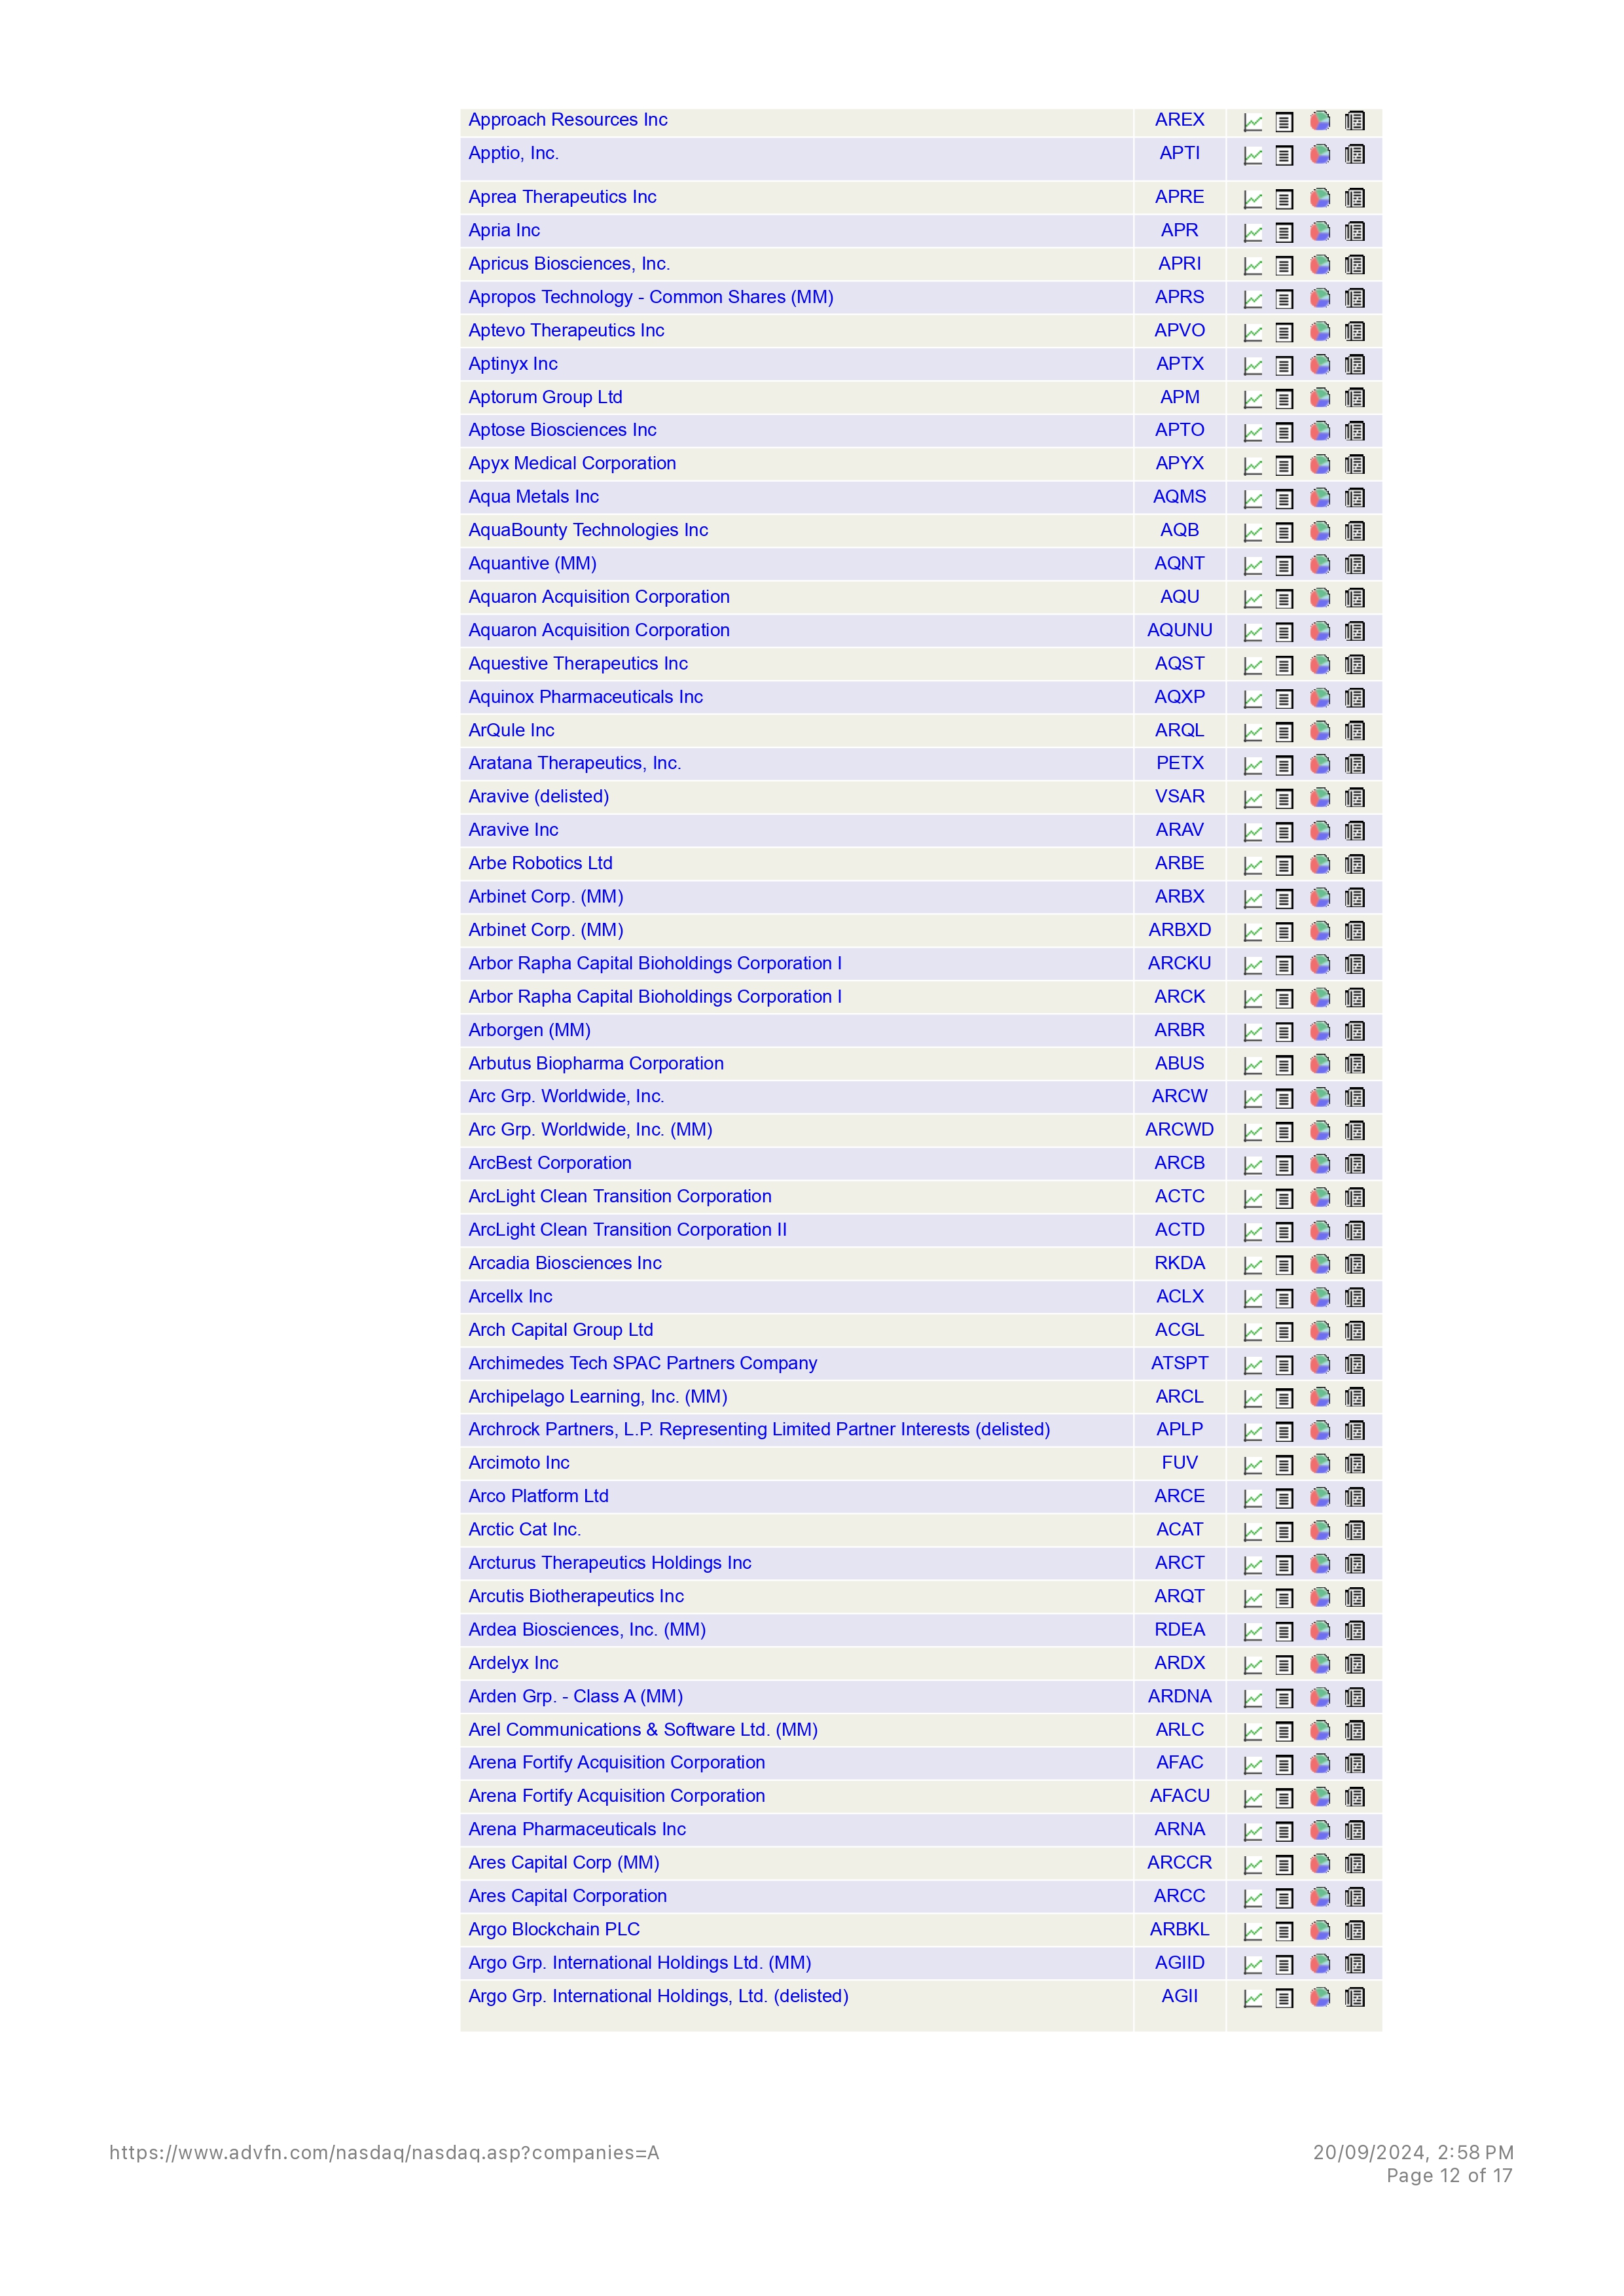 Approach Resources Inc AREX
Apptio, Inc. APTI
Aprea Therapeutics Inc APRE
Apria Inc APR
Apricus Biosciences, Inc. APRI
Apropos Technology - Common Shares (MM) APRS
Aptevo Therapeutics Inc APVO
Aptinyx Inc APTX
Aptorum Group Ltd APM
Aptose Biosciences Inc APTO
Apyx Medical Corporation APYX
Aqua Metals Inc AQMS
AquaBounty Technologies Inc AQB
Aquantive (MM) AQNT
Aquaron Acquisition Corporation AQU
Aquaron Acquisition Corporation AQUNU
Aquestive Therapeutics Inc AQST
Aquinox Pharmaceuticals Inc AQXP
ArQule Inc ARQL
Aratana Therapeutics, Inc. PETX
Aravive (delisted) VSAR
Aravive Inc ARAV
Arbe Robotics Ltd ARBE
Arbinet Corp. (MM) ARBX
Arbinet Corp. (MM) ARBXD
Arbor Rapha Capital Bioholdings Corporation I ARCKU
Arbor Rapha Capital Bioholdings Corporation I ARCK
Arborgen (MM) ARBR
Arbutus Biopharma Corporation ABUS
Arc Grp. Worldwide, Inc. ARCW
Arc Grp. Worldwide, Inc. (MM) ARCWD
ArcBest Corporation ARCB
ArcLight Clean Transition Corporation ACTC
ArcLight Clean Transition Corporation II ACTD
Arcadia Biosciences Inc RKDA
Arcellx Inc ACLX
Arch Capital Group Ltd ACGL
Archimedes Tech SPAC Partners Company ATSPT
Archipelago Learning, Inc. (MM) ARCL
Archrock Partners, L.P. Representing Limited Partner Interests (delisted) APLP
Arcimoto Inc FUV
Arco Platform Ltd ARCE
Arctic Cat Inc. ACAT
Arcturus Therapeutics Holdings Inc ARCT
Arcutis Biotherapeutics Inc ARQT
Ardea Biosciences, Inc. (MM) RDEA
Ardelyx Inc ARDX
Arden Grp. - Class A (MM) ARDNA
Arel Communications & Software Ltd. (MM) ARLC
Arena Fortify Acquisition Corporation AFAC
Arena Fortify Acquisition Corporation AFACU
Arena Pharmaceuticals Inc ARNA
Ares Capital Corp (MM) ARCCR
Ares Capital Corporation ARCC
Argo Blockchain PLC ARBKL
Argo Grp. International Holdings Ltd. (MM) AGIID
Argo Grp. International Holdings, Ltd. (delisted) AGII
https://www.advfn.com/nasdaq/nasdaq.asp?companies=A 20/09/2024, 2:58 PM
Page 12 of 17